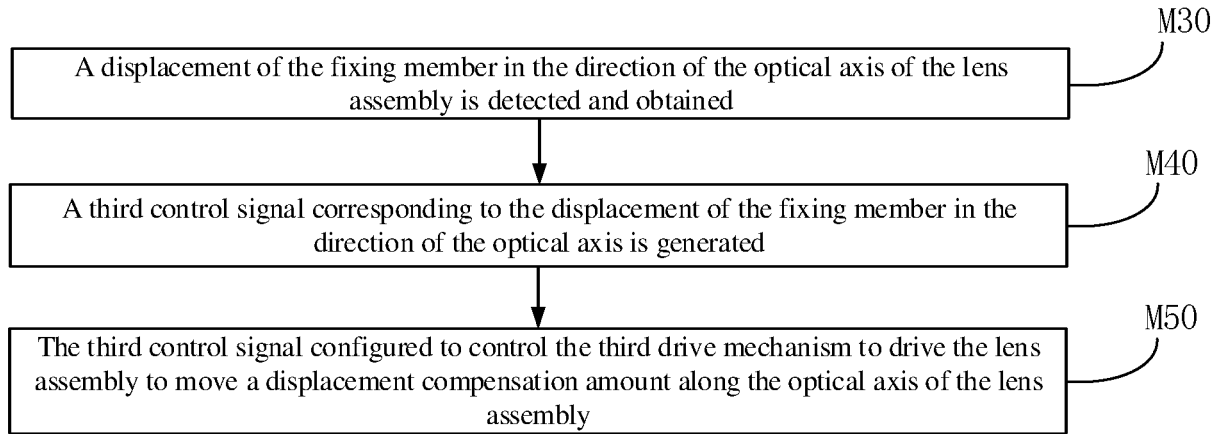 M30
A displacement of the fixing member in the direction of the optical axis of the lens
assembly is detected and obtained
M40
A third control signal corresponding to the displacement of the fixing member in the
direction of the optical axis is generated
M50
The third control signal configured to control the third drive mechanism to drive the lens
assembly to move a displacement compensation amount along the optical axis of the lens
assembly